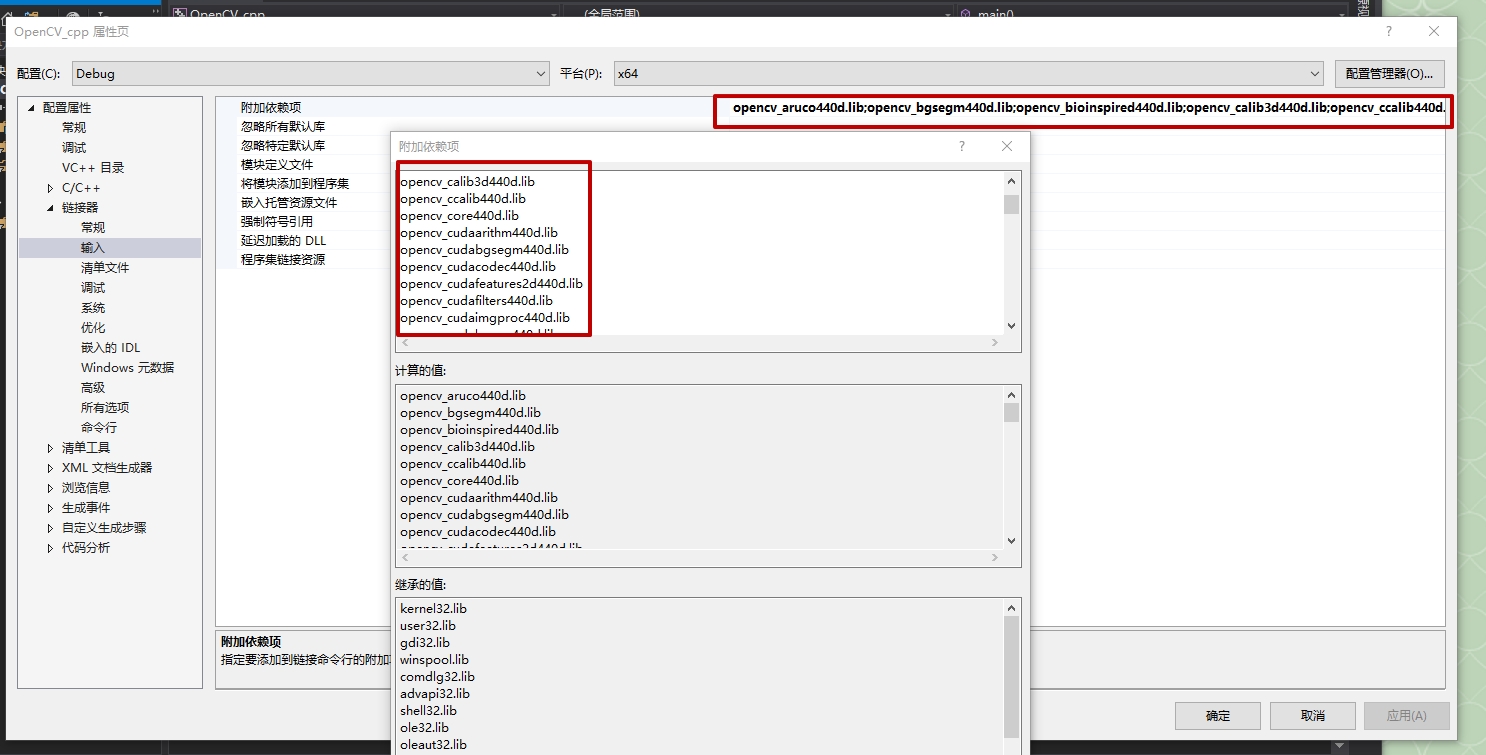 OpenCV_cpp
(全局范围)
main()
OpenCV_cpp 属性页
?
配置(C):
Debug
平台(P):
x64
配置管理器(O)...
配置属性
常规
调试
VC++ 目录
C/C++
链接器
常规
输入
清单文件
调试
系统
优化
嵌入的 IDL
Windows 元数据
高级
所有选项
命令行
清单工具
XML 文档生成器
浏览信息
生成事件
自定义生成步骤
代码分析
附加依赖项
opencv_aruco440d.lib;opencv_bgsegm440d.lib;opencv_bioinspired440d.lib;opencv_calib3d440d.lib;opencv_ccalib440d.
忽略所有默认库
忽略特定默认库
模块定义文件
将模块添加到程序集
嵌入托管资源文件
强制符号引用
延迟加载的 DLL
程序集链接资源
附加依赖项
?
opencv_calib3d440d.lib
opencv_ccalib440d.lib
opencv_core440d.lib
opencv_cudaarithm440d.lib
opencv_cudabgsegm440d.lib
opencv_cudacodec440d.lib
opencv_cudafeatures2d440d.lib
opencv_cudafilters440d.lib
opencv_cudaimgproc440d.lib
计算的值:
opencv_aruco440d.lib
opencv_bgsegm440d.lib
opencv_bioinspired440d.lib
opencv_calib3d440d.lib
opencv_ccalib440d.lib
opencv_core440d.lib
opencv_cudaarithm440d.lib
opencv_cudabgsegm440d.lib
opencv_cudacodec440d.lib
opencv_cudafeatures2d440d.lib
继承的值:
kernel32.lib
user32.lib
gdi32.lib
winspool.lib
comdlg32.lib
advapi32.lib
shell32.lib
ole32.lib
oleaut32.lib
附加依赖项
指定要添加到链接命令行的附加
确定
取消
应用(A)